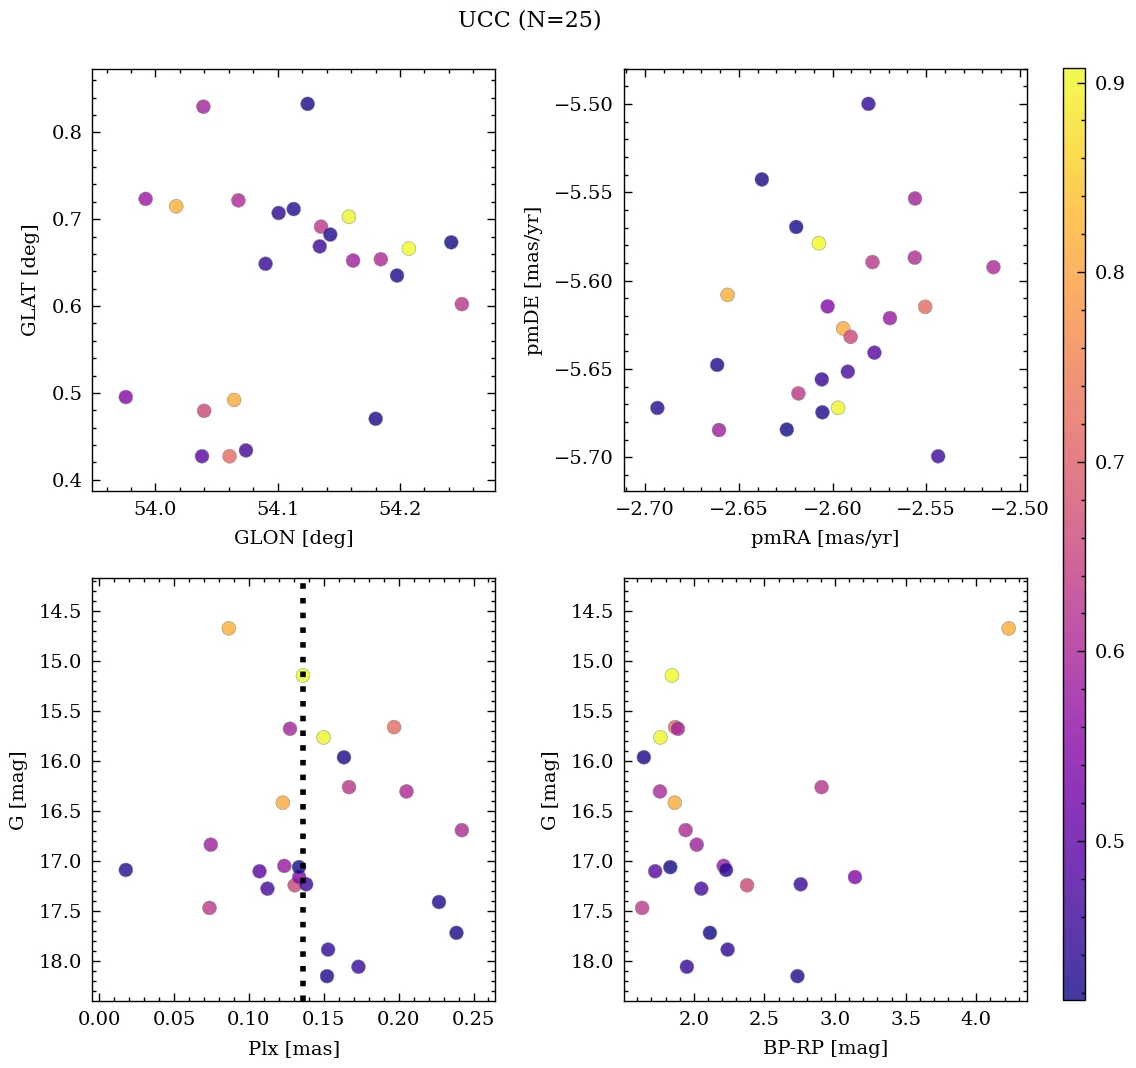 UCC (N=25)
0.8
0.7
0.6
0.5
0.4
GLAT [deg]
54.0 54.1 54.2
GLON [deg]
−5.50
−5.55
−5.60
−5.65
−5.70
pmDE [mas/yr]
−2.70 −2.65 −2.60 −2.55 −2.50
pmRA [mas/yr]
14.5
15.0
15.5
16.0
16.5
17.0
17.5
18.0
G [mag]
0.00 0.05 0.10 0.15 0.20 0.25
Plx [mas]
14.5
15.0
15.5
16.0
16.5
17.0
17.5
18.0
G [mag]
2.0 2.5 3.0 3.5 4.0
BP-RP [mag]
0.9
0.8
0.7
0.6
0.5